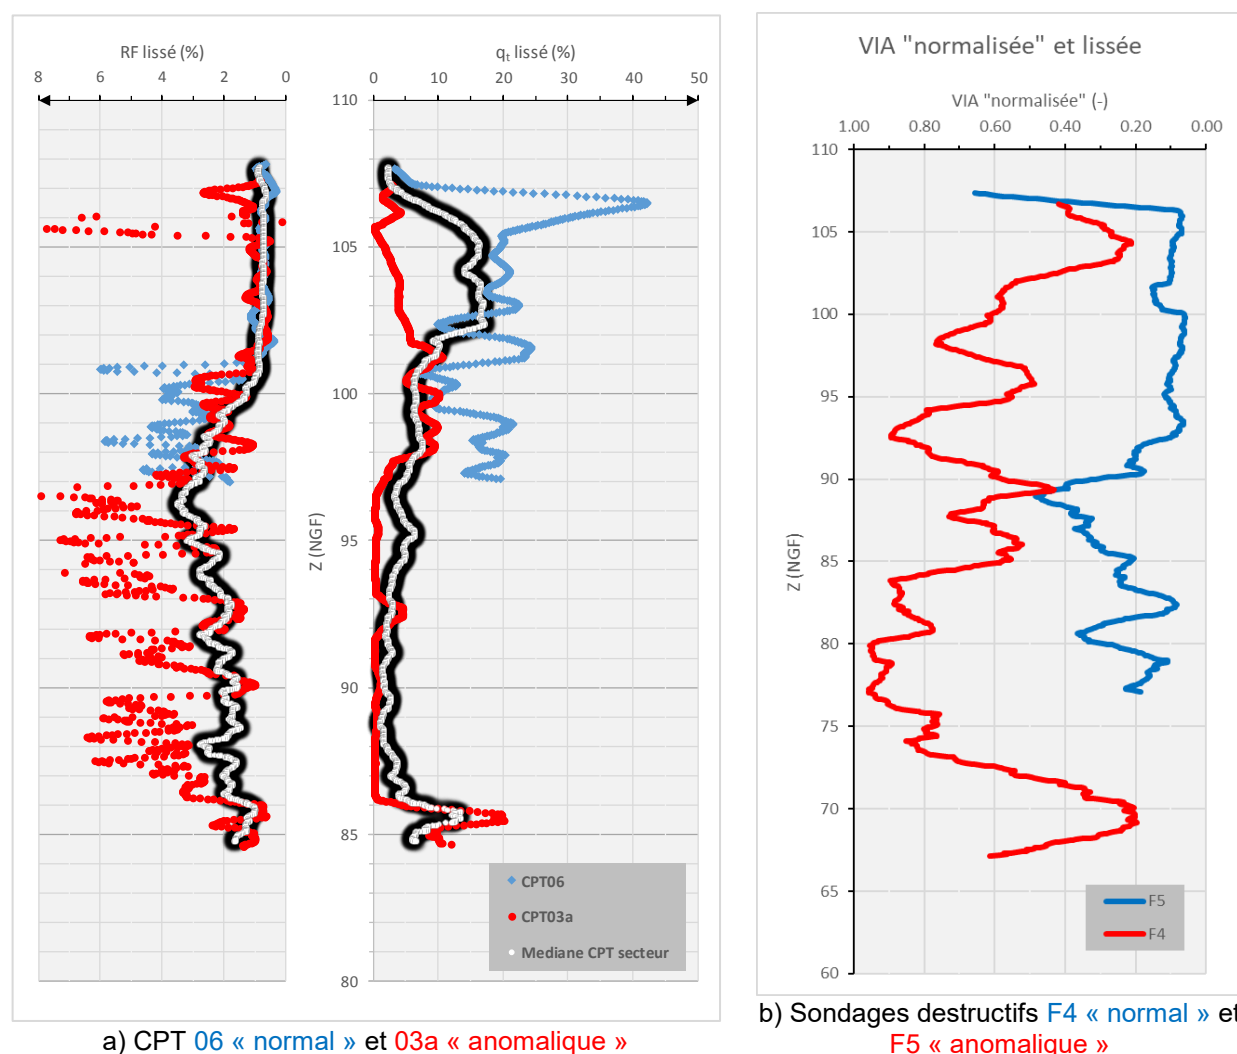 RF lissé (%)
8 6 4 2 0
qt lissé (%)
0 10 20 30 40 50
110
105
100
95
90
85
80
Z (NGF)
CPT06
CPT03a
Mediane CPT secteur
a) CPT 06 « normal » et 03a « anomalique »
VIA "normalisée" et lissée
VIA "normalisée" (-)
1.00 0.80 0.60 0.40 0.20 0.00
110
105
100
95
90
85
80
75
70
65
60
Z (NGF)
F5
F4
b) Sondages destructifs F4 « normal » et
F5 « anomalique »